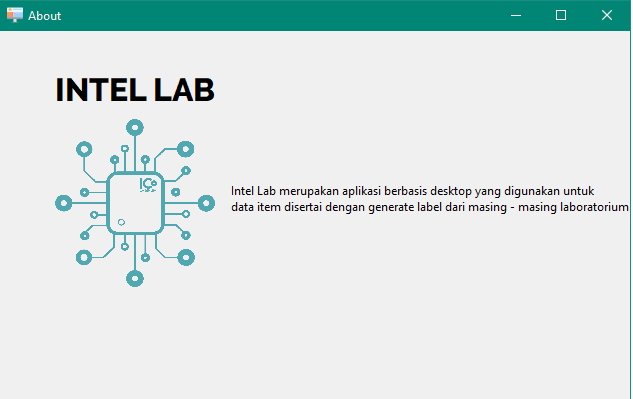 About
INTEL LAB
Intel Lab merupakan aplikasi berbasis desktop yang digunakan untuk
data item disertai dengan generate label dari masing - masing laboratorium